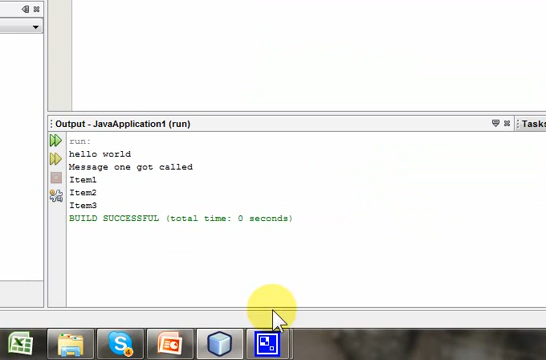 Output - JavaApplication1 (run)
Tasks
run:
hello world
Message one got called
Item1
Item2
Item3
BUILD SUCCESSFUL (total time: 0 seconds)